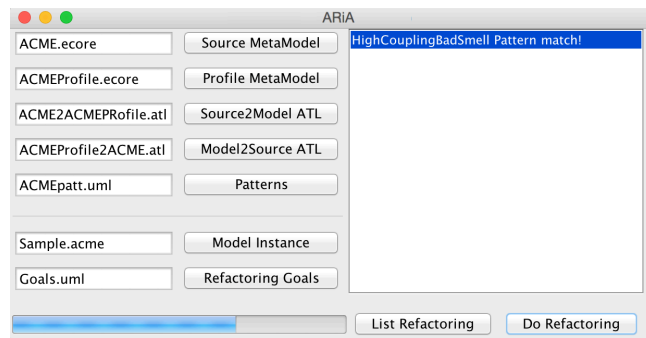 ARiA
ACME.ecore Source MetaModel
HighCouplingBadSmell Pattern match!
ACMEProfile.ecore Profile MetaModel
ACME2ACMEPRofile.atl Source2Model ATL
ACMEProfile2ACME.atl Model2Source ATL
ACMEpatt.uml Patterns
Sample.acme Model Instance
Goals.uml Refactoring Goals
List Refactoring Do Refactoring